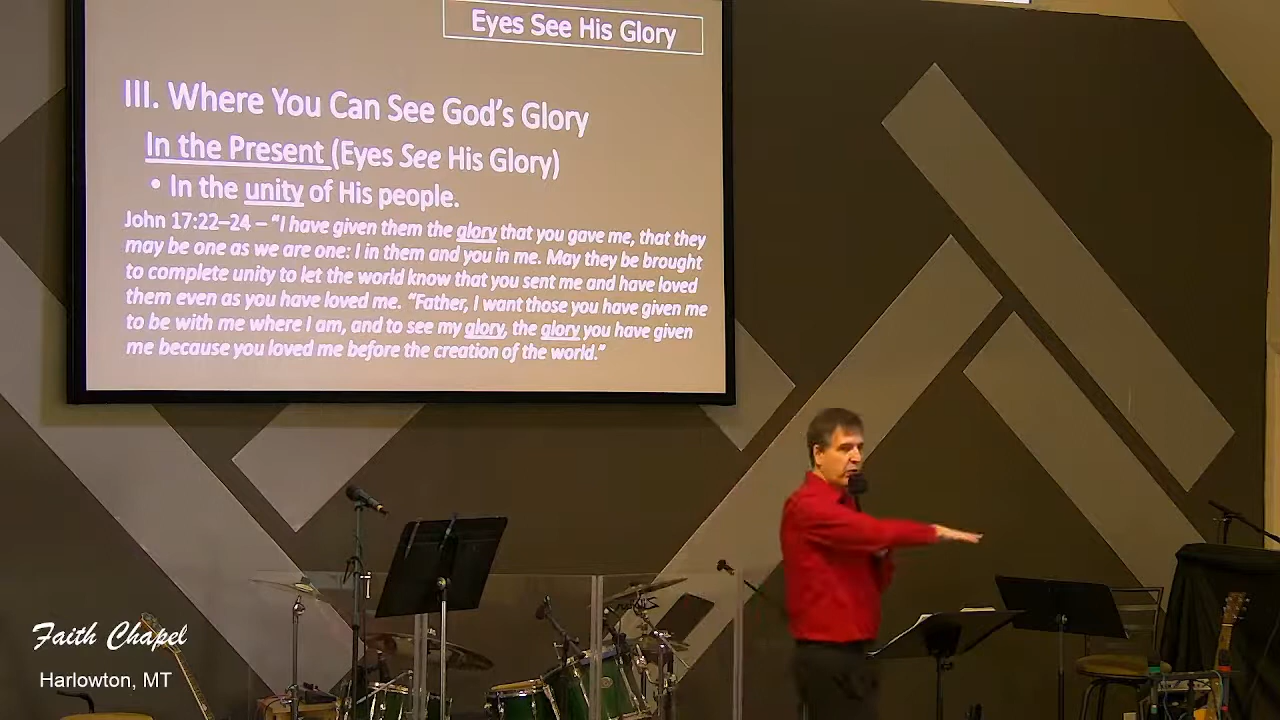 Eyes See His Glory
III. Where You Can See God's Glory
In the Present (Eyes See His Glory)
• In the unity of His people.
John 17:22–24 – "I have given them the glory that you gave me, that they
may be one as we are one: I in them and you in me. May they be brought
to complete unity to let the world know that you sent me and have loved
them even as you have loved me. "Father, I want those you have given me
to be with me where I am, and to see my glory, the glory you have given
me because you loved me before the creation of the world."
Faith Chapel
Harlowton, MT